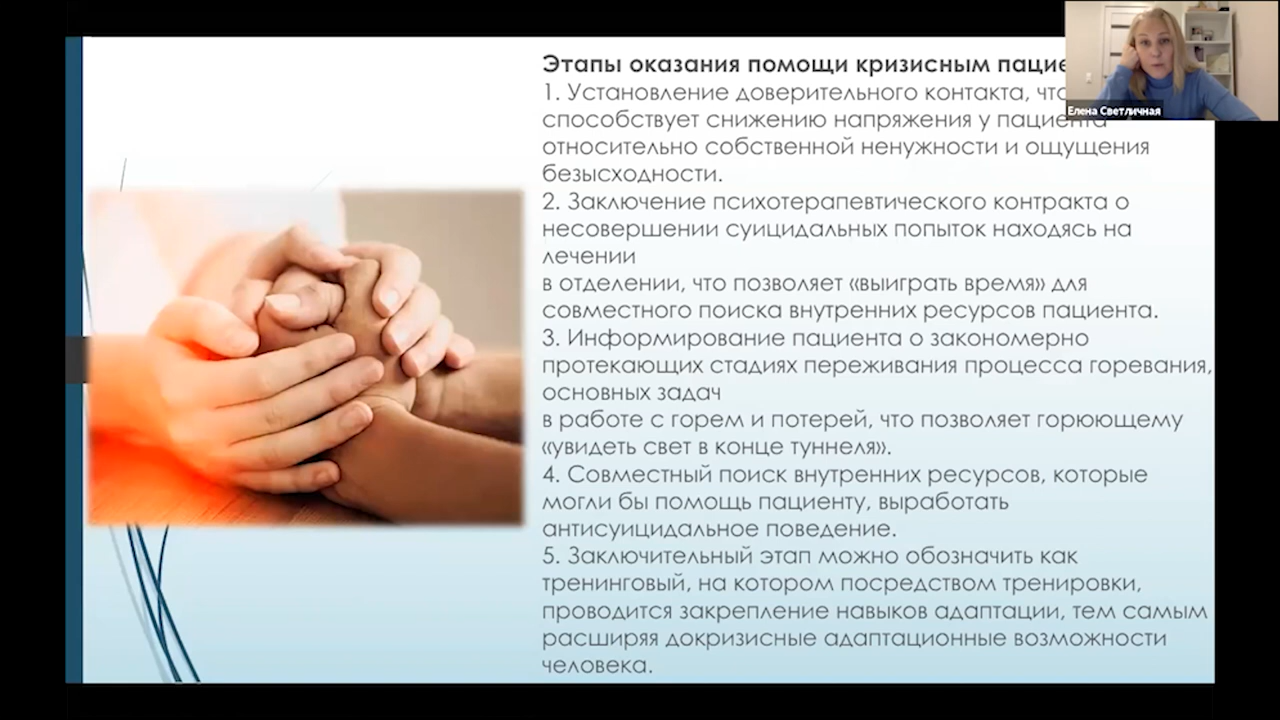 Этапы оказания помощи кризисным
1. Установление доверительного контакта,
способствует снижению напряжения у пациента
относительно собственной ненужности и ощущения
безысходности.
2. Заключение психотерапевтического контракта о
несовершении суицидальных попыток находясь на
лечении
в отделении, что позволяет «выиграть время» для
совместного поиска внутренних ресурсов пациента.
3. Информирование пациента о закономерно
протекающих стадиях переживания процесса горевания,
основных задач
в работе с горем и потерей, что позволяет горюющему
«увидеть свет в конце туннеля».
4. Совместный поиск внутренних ресурсов, которые
могли бы помощь пациенту, выработать
антисуицидальное поведение.
5. Заключительный этап можно обозначить как
тренинговый, на котором посредством тренировки,
проводится закрепление навыков адаптации, тем самым
расширяя докризисные адаптационные возможности
человека.
Елена Светличная